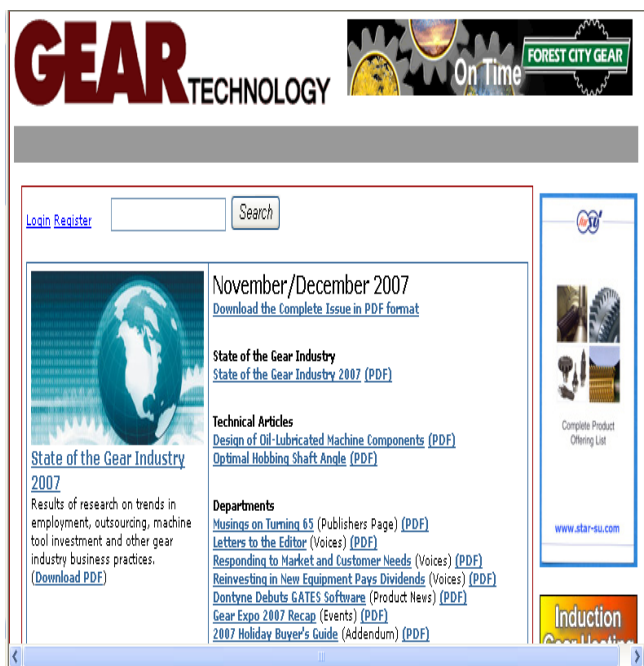 GEAR TECHNOLOGY
On Time
FOREST CITY GEAR
Login Register
Search
November/December 2007
Download the Complete Issue in PDF format
State of the Gear Industry
State of the Gear Industry 2007 (PDF)
Technical Articles
Design of Oil-Lubricated Machine Components (PDF)
Optimal Hobbing Shaft Angle (PDF)
Departments
Musings on Turning 65 (Publishers Page) (PDF)
Letters to the Editor (Voices) (PDF)
Responding to Market and Customer Needs (Voices) (PDF)
Reinvesting in New Equipment Pays Dividends (Voices) (PDF)
Dontyne Debuts GATES Software (Product News) (PDF)
Gear Expo 2007 Recap (Events) (PDF)
2007 Holiday Buyer's Guide (Addendum) (PDF)
State of the Gear Industry
2007
Results of research on trends in
employment, outsourcing, machine
tool investment and other gear
industry business practices.
(Download PDF)
Complete Product
Offering List
www.star-su.com
Induction
Gear Heating